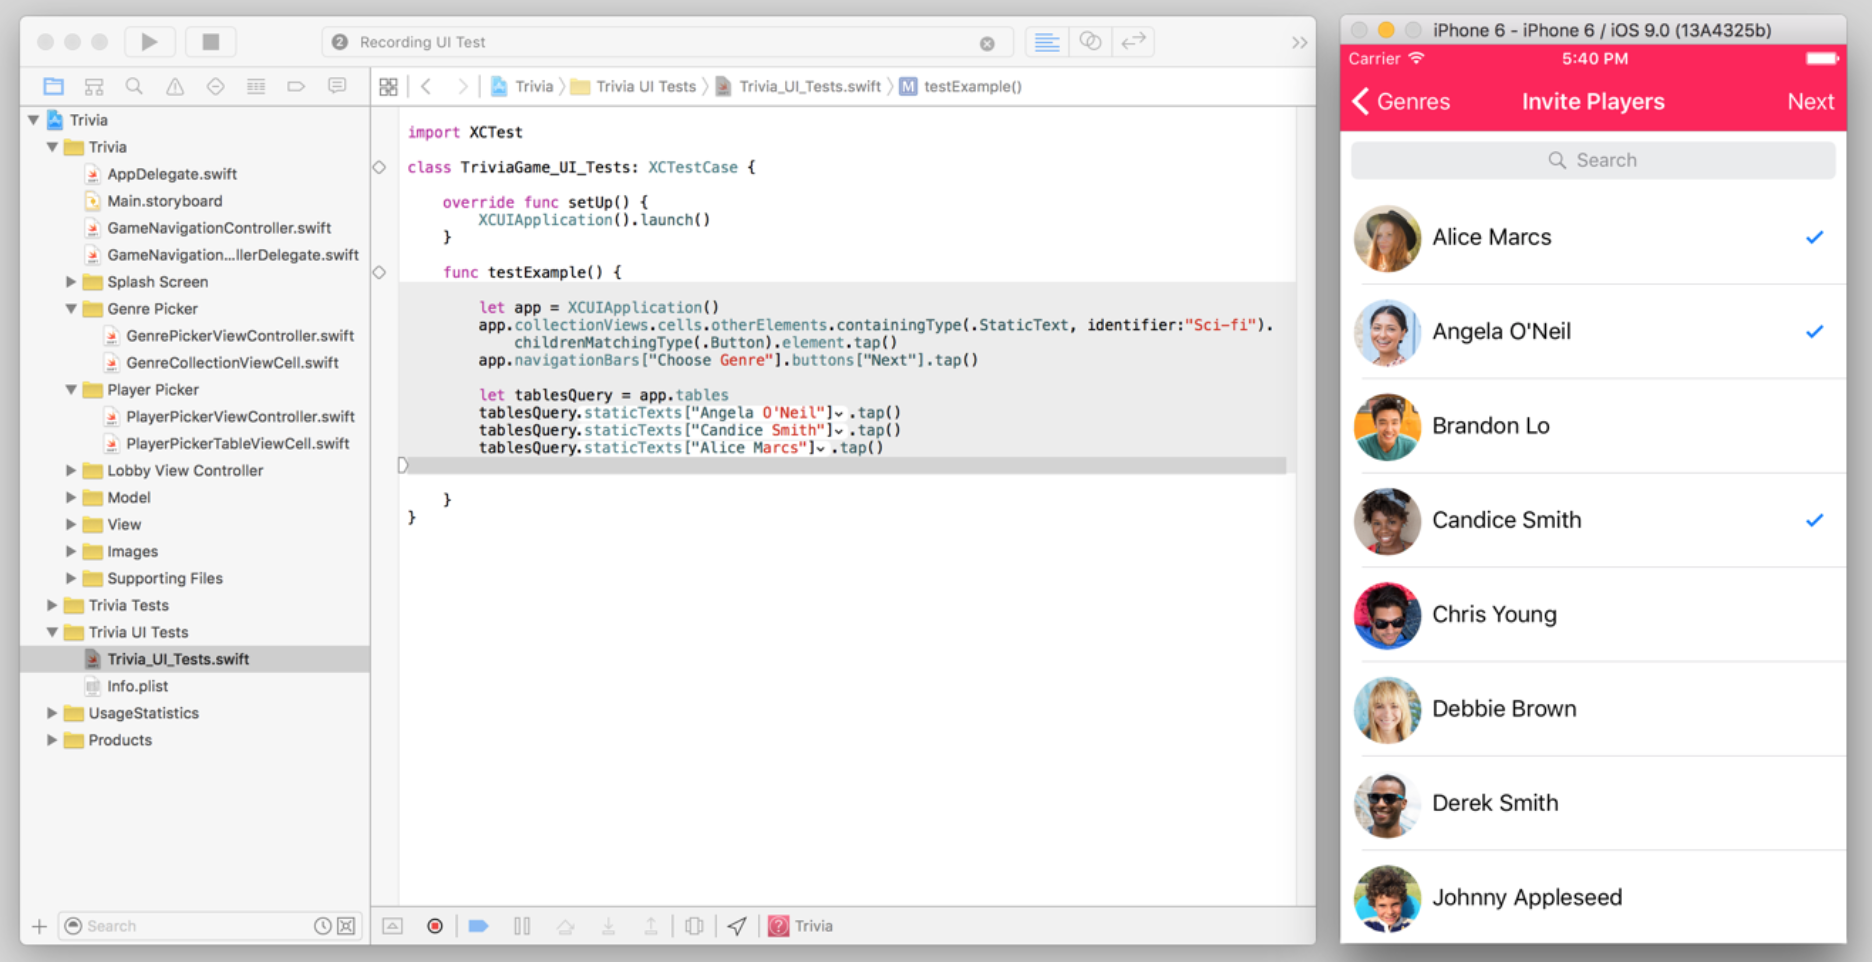 2 Recording UI Test
Trivia
Trivia
AppDelegate.swift
Main.storyboard
GameNavigationController.swift
GameNavigation...llerDelegate.swift
Splash Screen
Genre Picker
GenrePickerViewController.swift
GenreCollectionViewCell.swift
Player Picker
PlayerPickerViewController.swift
PlayerPickerTableViewCell.swift
Lobby View Controller
Model
View
Images
Supporting Files
Trivia Tests
Trivia UI Tests
Trivia_UI_Tests.swift
Info.plist
UsageStatistics
Products
Search
Trivia Trivia UI Tests Trivia_UI_Tests.swift M testExample()
import XCTest
class TriviaGame_UI_Tests: XCTestCase {
override func setUp() {
XCUIApplication().launch()
}
func testExample() {
let app = XCUIApplication()
app.collectionViews.cells.otherElements.containingType(.StaticText, identifier:"Sci-fi").
childrenMatchingType(.Button).element.tap()
app.navigationBars["Choose Genre"].buttons["Next"].tap()
let tablesQuery = app.tables
tablesQuery.staticTexts["Angela O'Neil"].tap()
tablesQuery.staticTexts["Candice Smith"].tap()
tablesQuery.staticTexts["Alice Marcs"].tap()
}
}
Trivia
iPhone 6 - iPhone 6 / iOS 9.0 (13A4325b)
Carrier 5:40 PM
Genres Invite Players Next
Search
Alice Marcs
Angela O'Neil
Brandon Lo
Candice Smith
Chris Young
Debbie Brown
Derek Smith
Johnny Appleseed